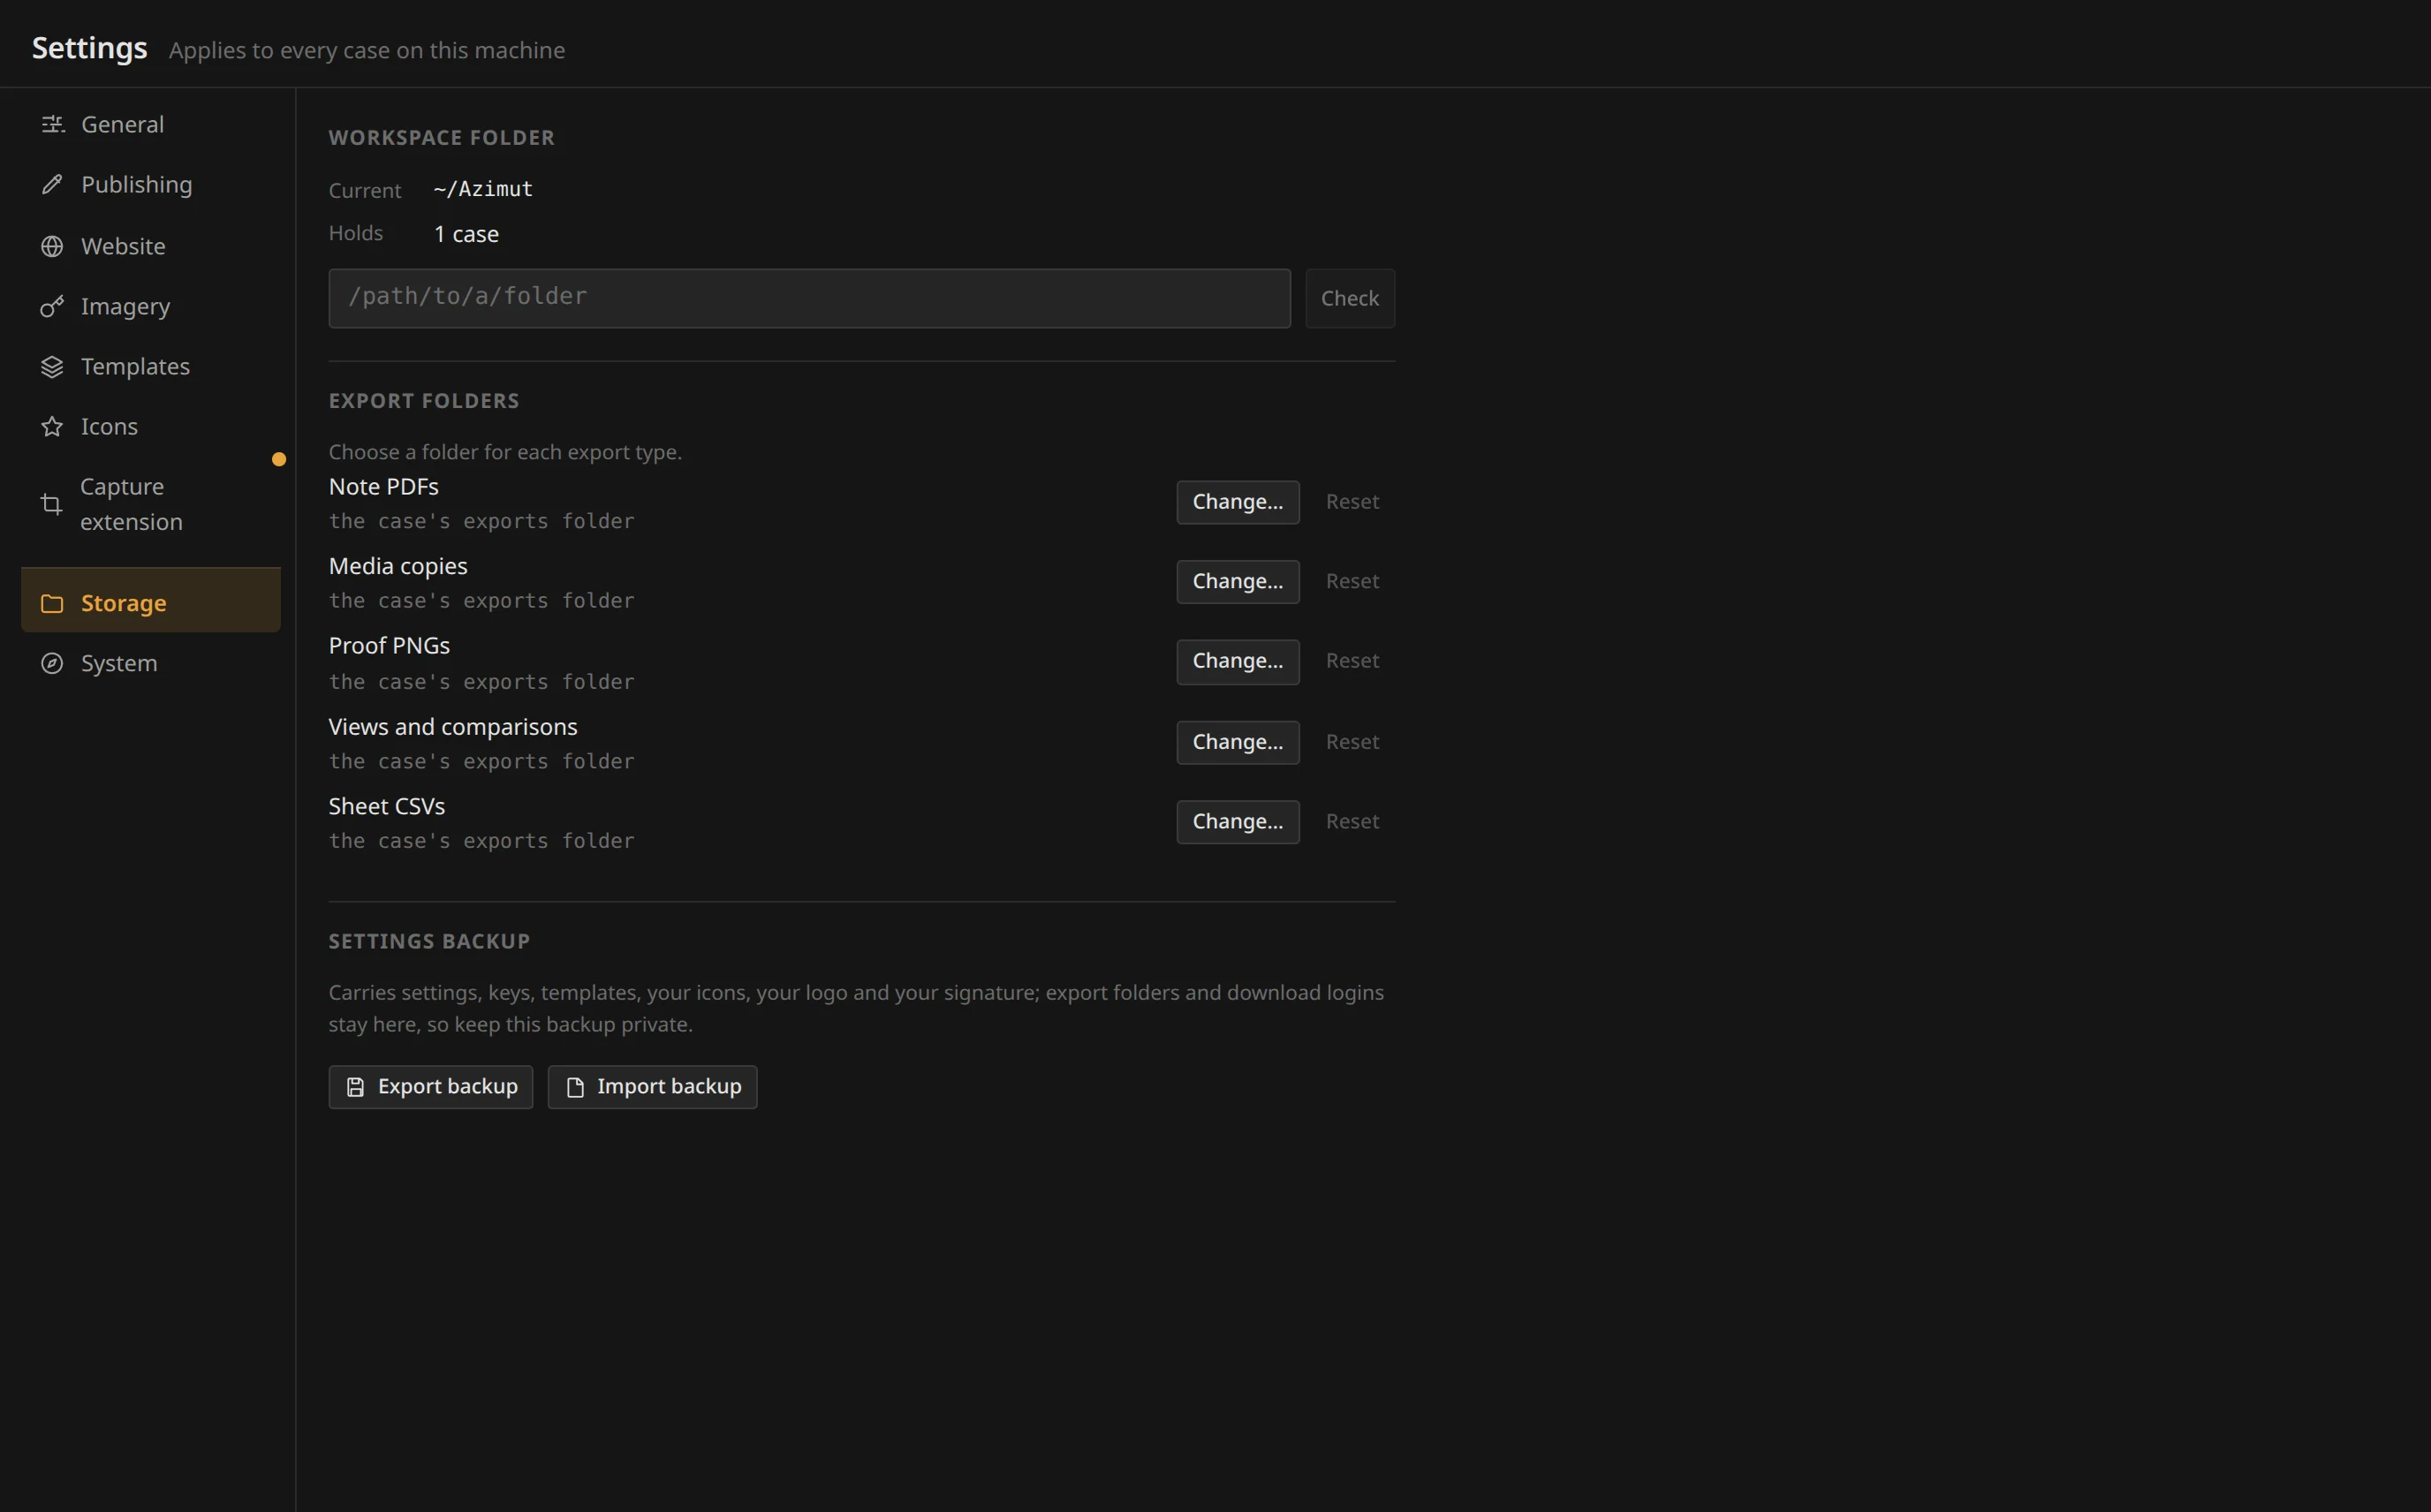 Settings Applies to every case on this machine
General
Publishing
Website
Imagery
Templates
Icons
Capture
extension
Storage
System
WORKSPACE FOLDER
Current ~/Azimut
Holds 1 case
/path/to/a/folder Check
EXPORT FOLDERS
Choose a folder for each export type.
Note PDFs
the case's exports folder
Change... Reset
Media copies
the case's exports folder
Change... Reset
Proof PNGs
the case's exports folder
Change... Reset
Views and comparisons
the case's exports folder
Change... Reset
Sheet CSVs
the case's exports folder
Change... Reset
SETTINGS BACKUP
Carries settings, keys, templates, your icons, your logo and your signature; export folders and download logins
stay here, so keep this backup private.
Export backup Import backup